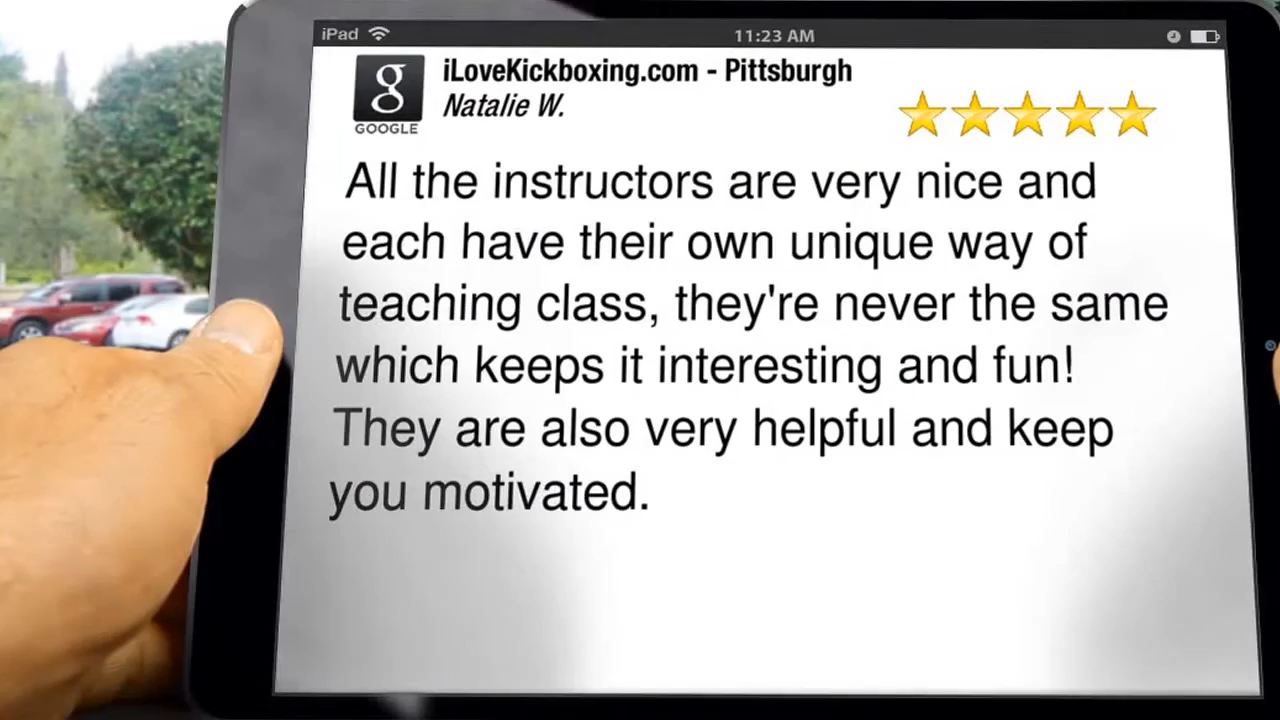 iPad
11:23 AM
iLoveKickboxing.com - Pittsburgh
Natalie W.
g
GOOGLE
All the instructors are very nice and
each have their own unique way of
teaching class, they're never the same
which keeps it interesting and fun!
They are also very helpful and keep
you motivated.